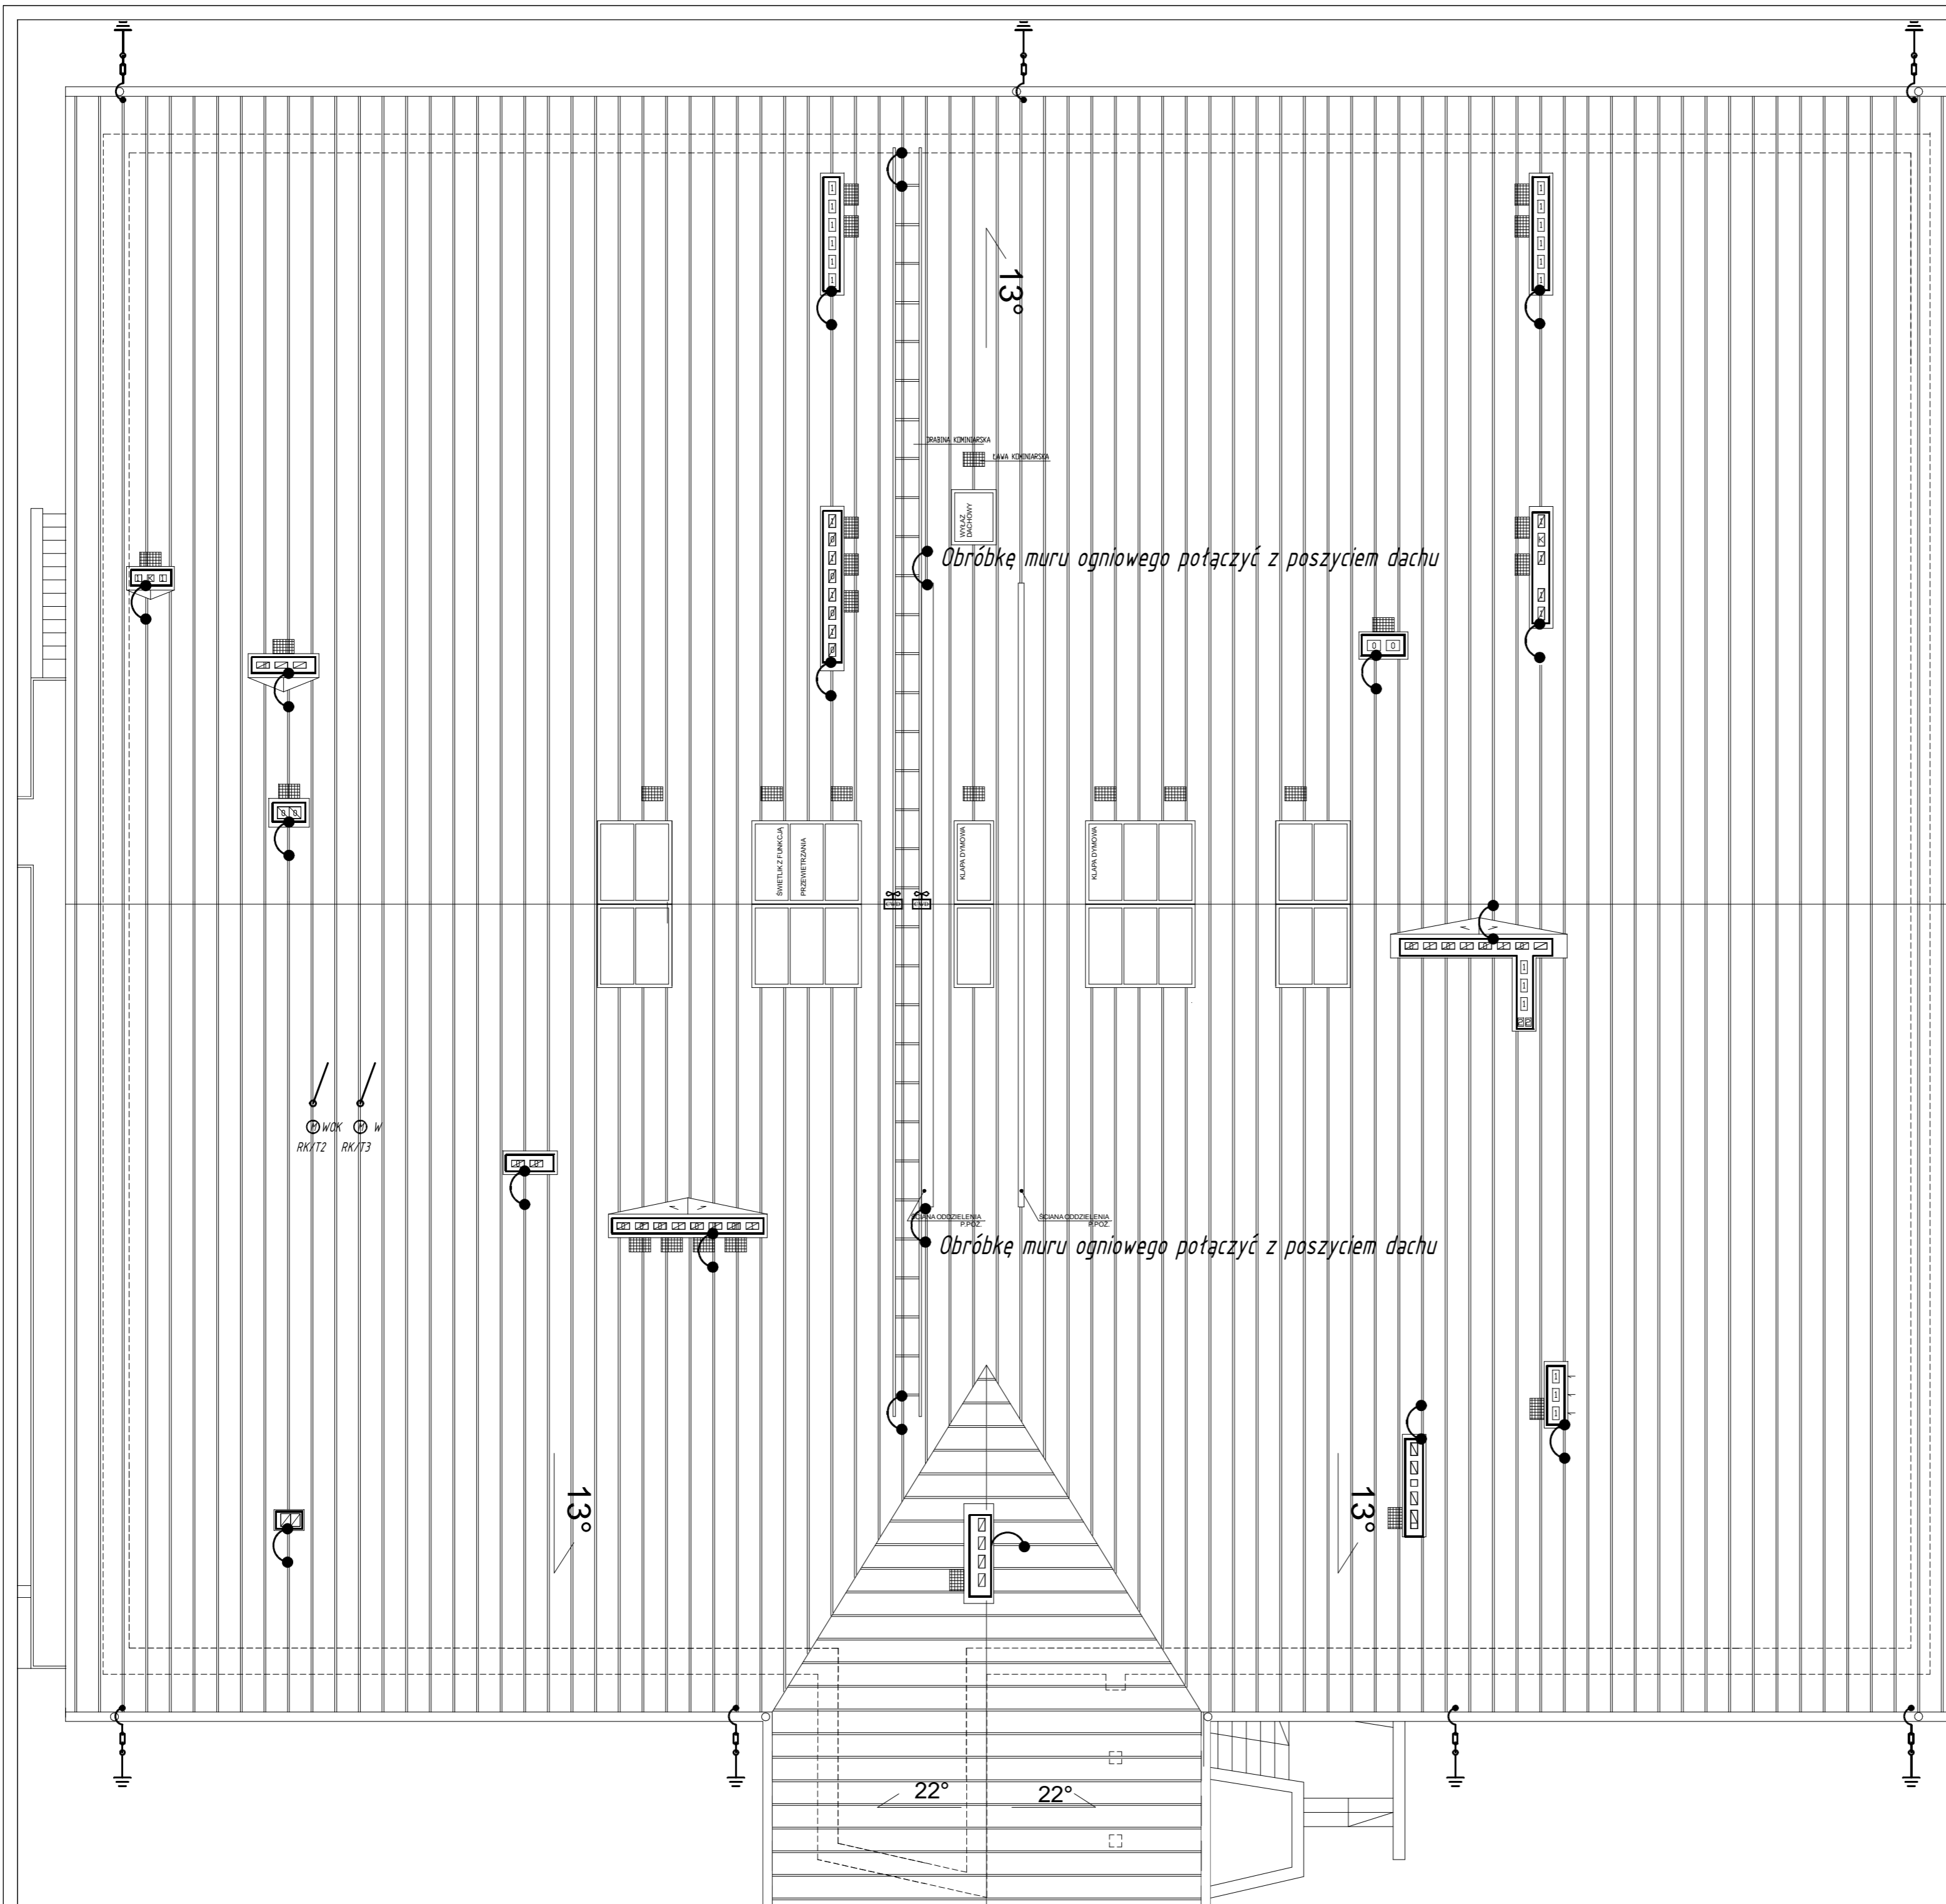 13°
DRABINA KOMINIARSKA
ŁAWA KOMINIARSKA
WYŁAZ
DACHOWY
Obróbkę muru ogniowego połączyć z poszyciem dachu
ŚWIETLIK Z FUNKCJĄ
PRZEWIETRZANIA
KLAPA DYMOWA
KLAPA DYMOWA
M WOK
M W
RK/T2
RK/T3
ŚCIANA ODDZIELENIA
P.POŻ.
ŚCIANA ODDZIELENIA
P.POŻ.
Obróbkę muru ogniowego połączyć z poszyciem dachu
13°
13°
22°
22°